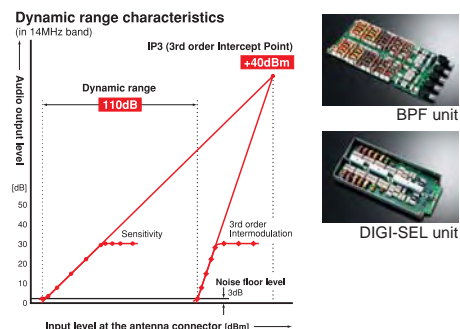 Dynamic range characteristics
(in 14MHz band)
IP3 (3rd order Intercept Point)
+40dBm
Dynamic range
110dB
Audio output level
[dB]
50
40
30
20
10
0
Sensitivity
3rd order
Intermodulation
Noise floor level
3dB
Input level at the antenna connector [dBm]
BPF unit
DIGI-SEL unit